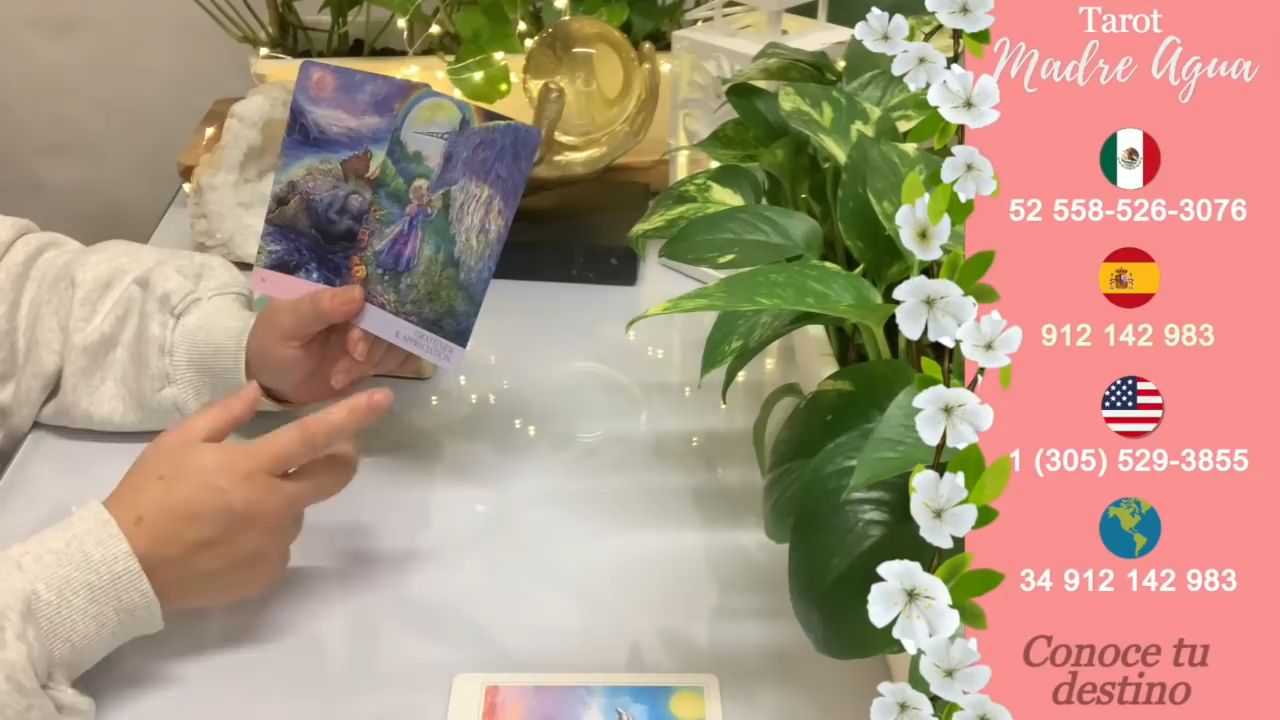 GRATITUDE
& APPRECIATION
Tarot
Madre Agua
52 558-526-3076
912 142 983
1 (305) 529-3855
34 912 142 983
Conoce tu
destino